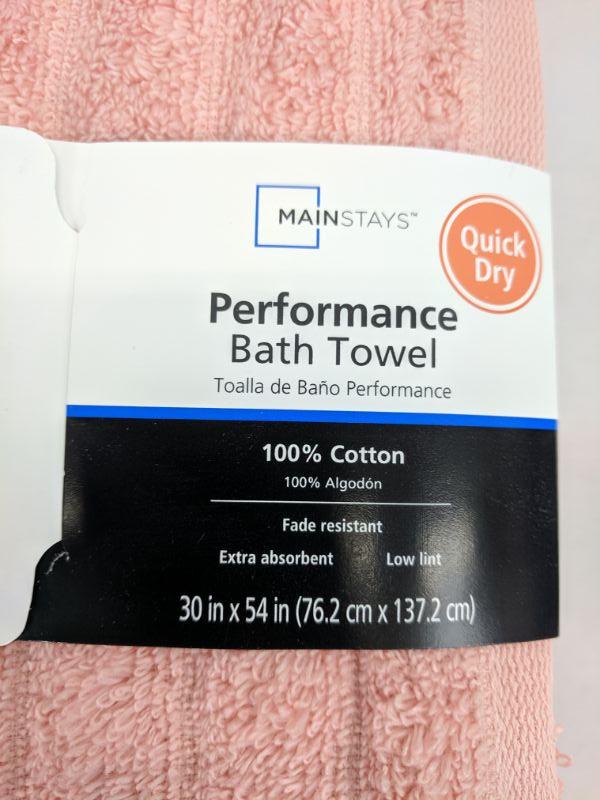 MAINSTAYS™
Quick
Dry
Performance
Bath Towel
Toalla de Baño Performance
100% Cotton
100% Algodón
Fade resistant
Extra absorbent Low lint
30 in x 54 in (76.2 cm x 137.2 cm)